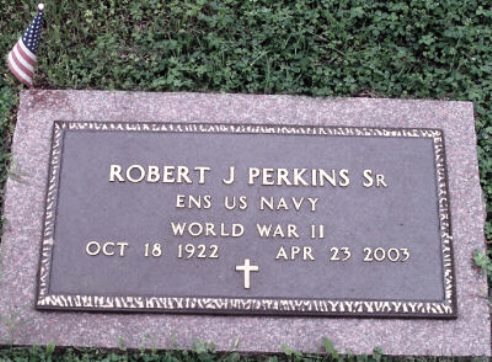 ROBERT J PERKINS SR
ENS US NAVY
WORLD WAR II
OCT 18 1922 APR 23 2003